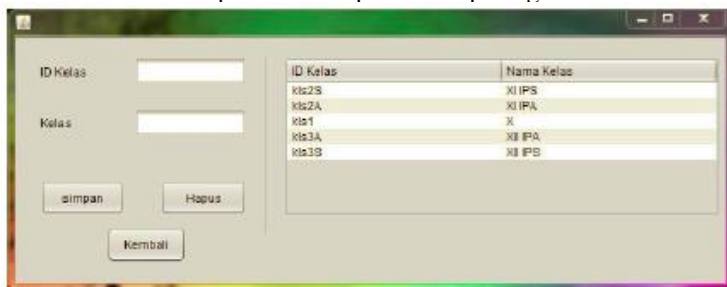 ID Kelas
Kelas
simpan Hapus
Kembali
ID Kelas Nama Kelas
kls2S XI IPS
kls2A XI IPA
kls1 X
kls3A XII IPA
kls3S XII IPS